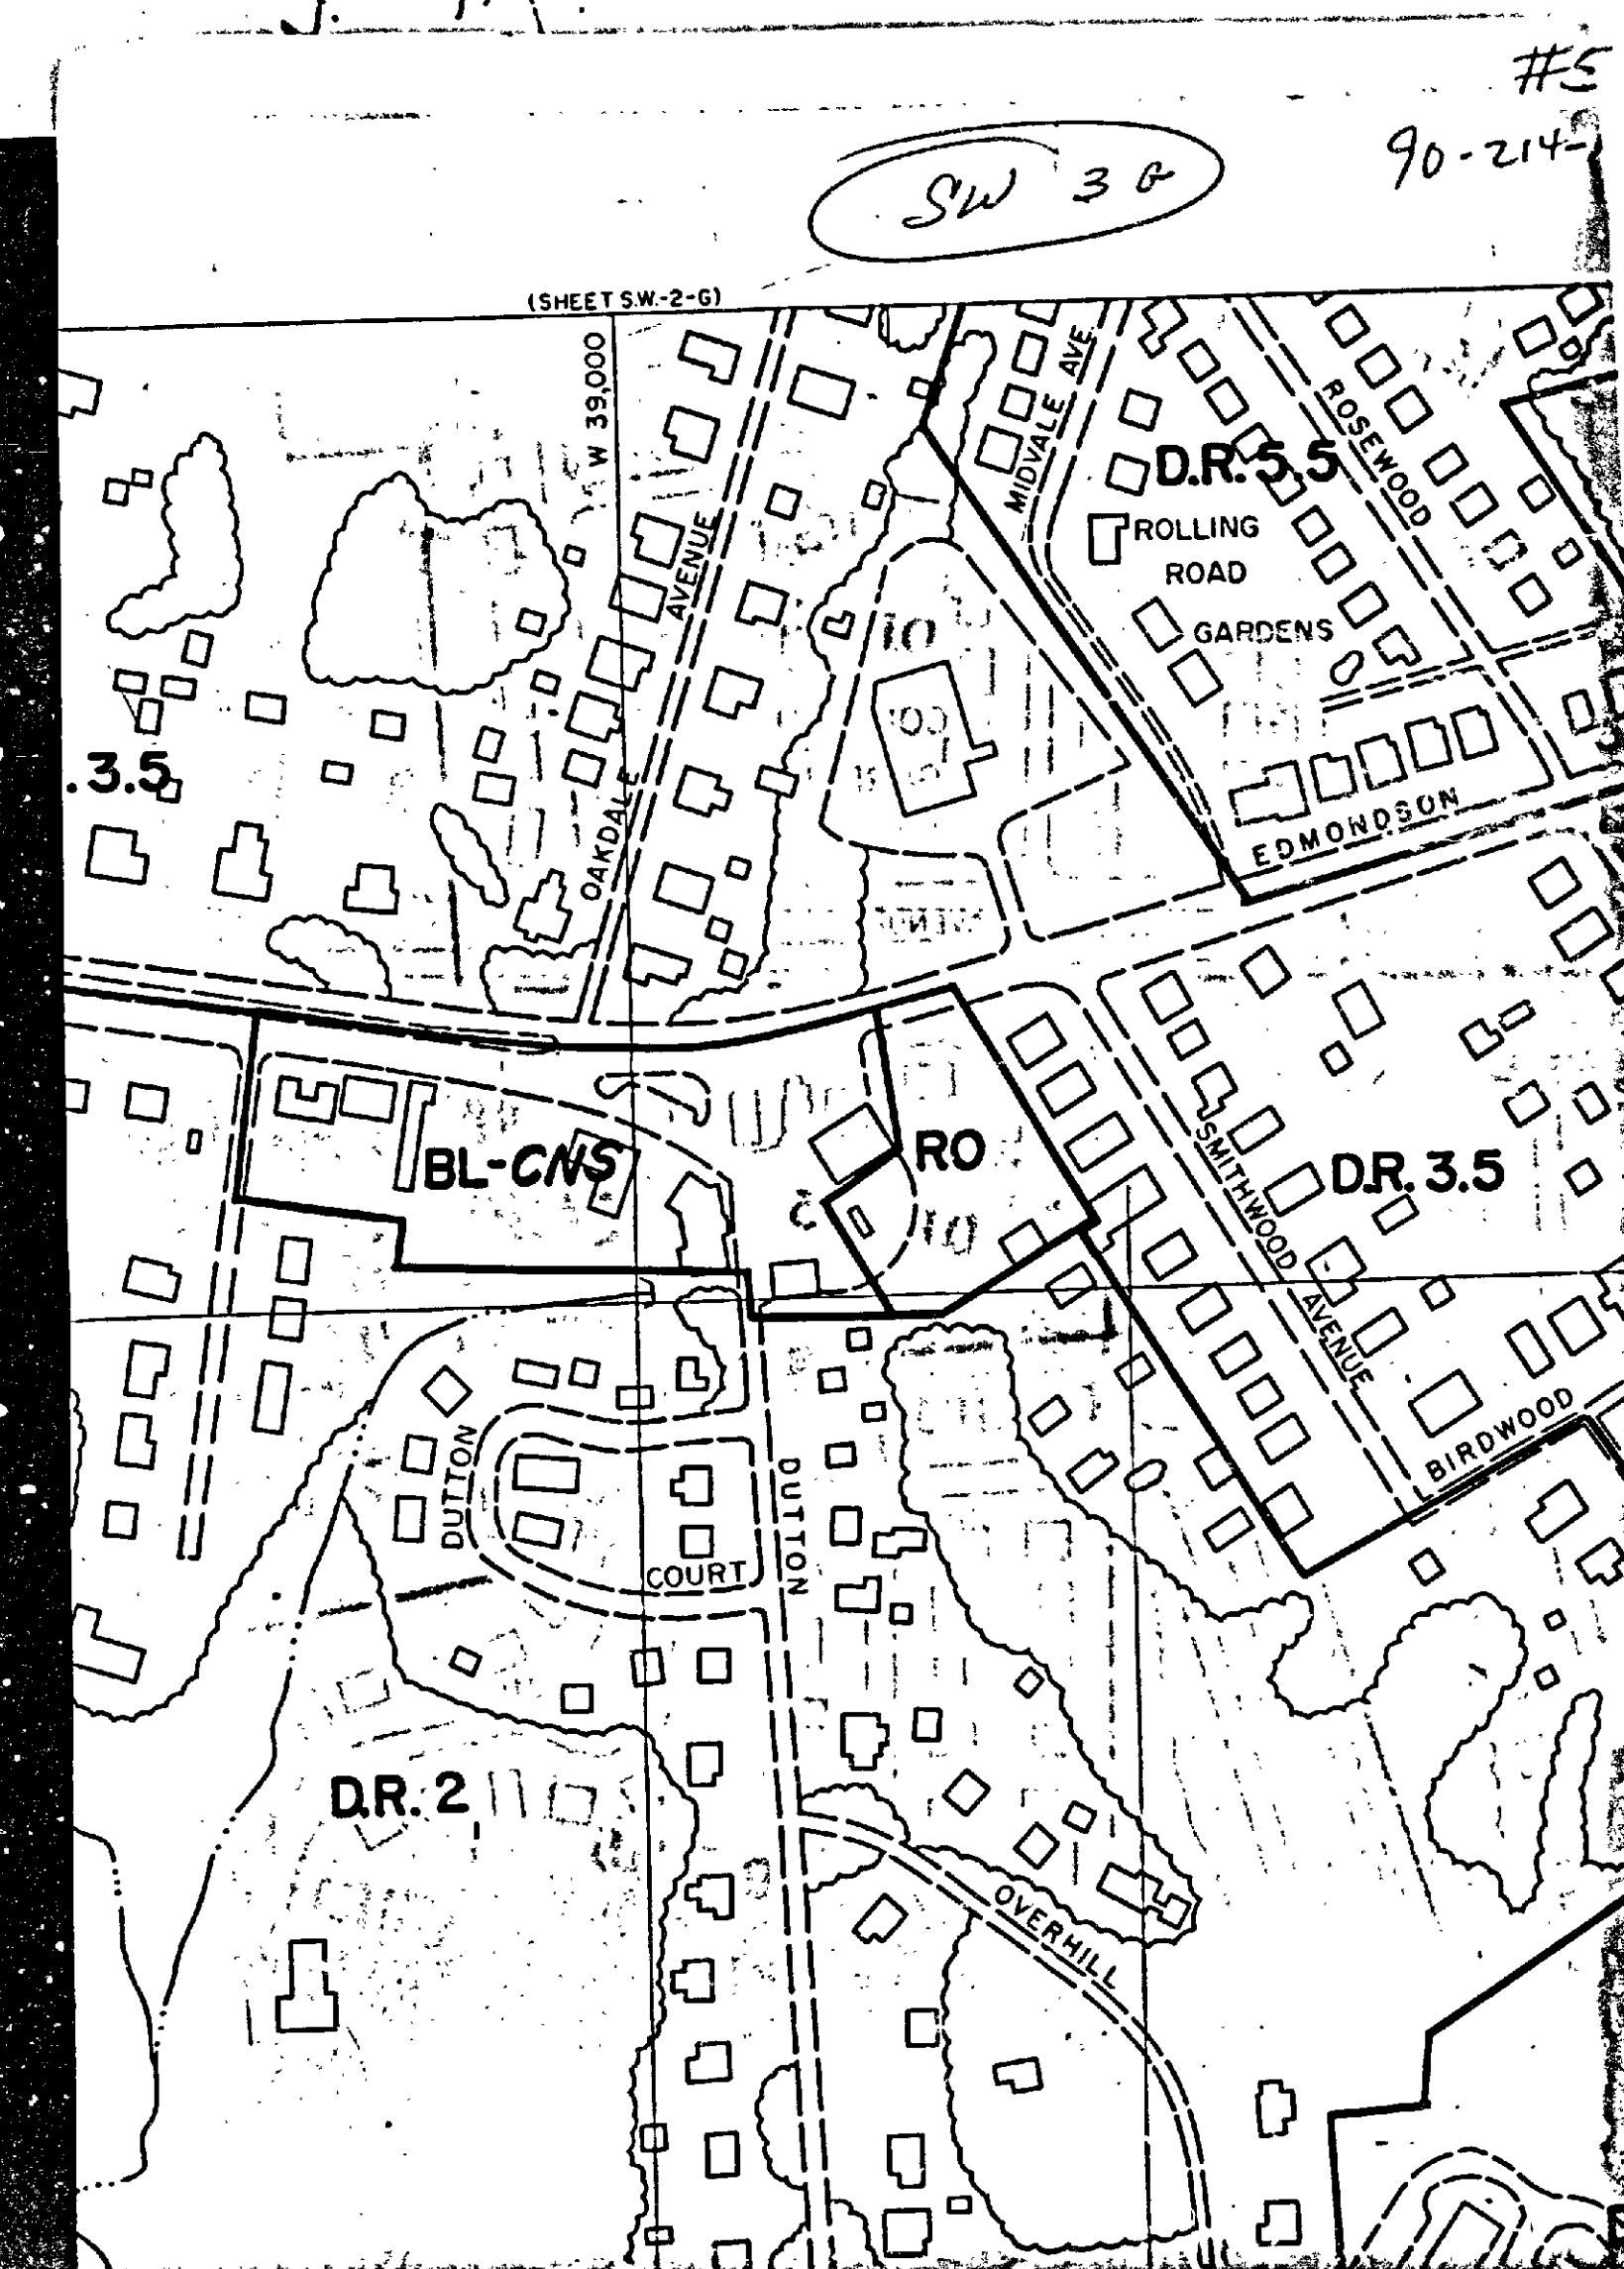 #5
90-214-
SW 3G
(SHEET S.W.-2-G)
W 39,000
MIDVALE AVE.
ROSEWOOD
D.R. 5.5
ROLLING
ROAD
GARDENS
OAKDALE AVENUE
.3.5
EDMONDSON
BL-CNS
RO
D.R. 3.5
SMITHWOOD AVENUE
BIRDWOOD
DUTTON
COURT
DUTTON
D.R. 2
OVERHILL